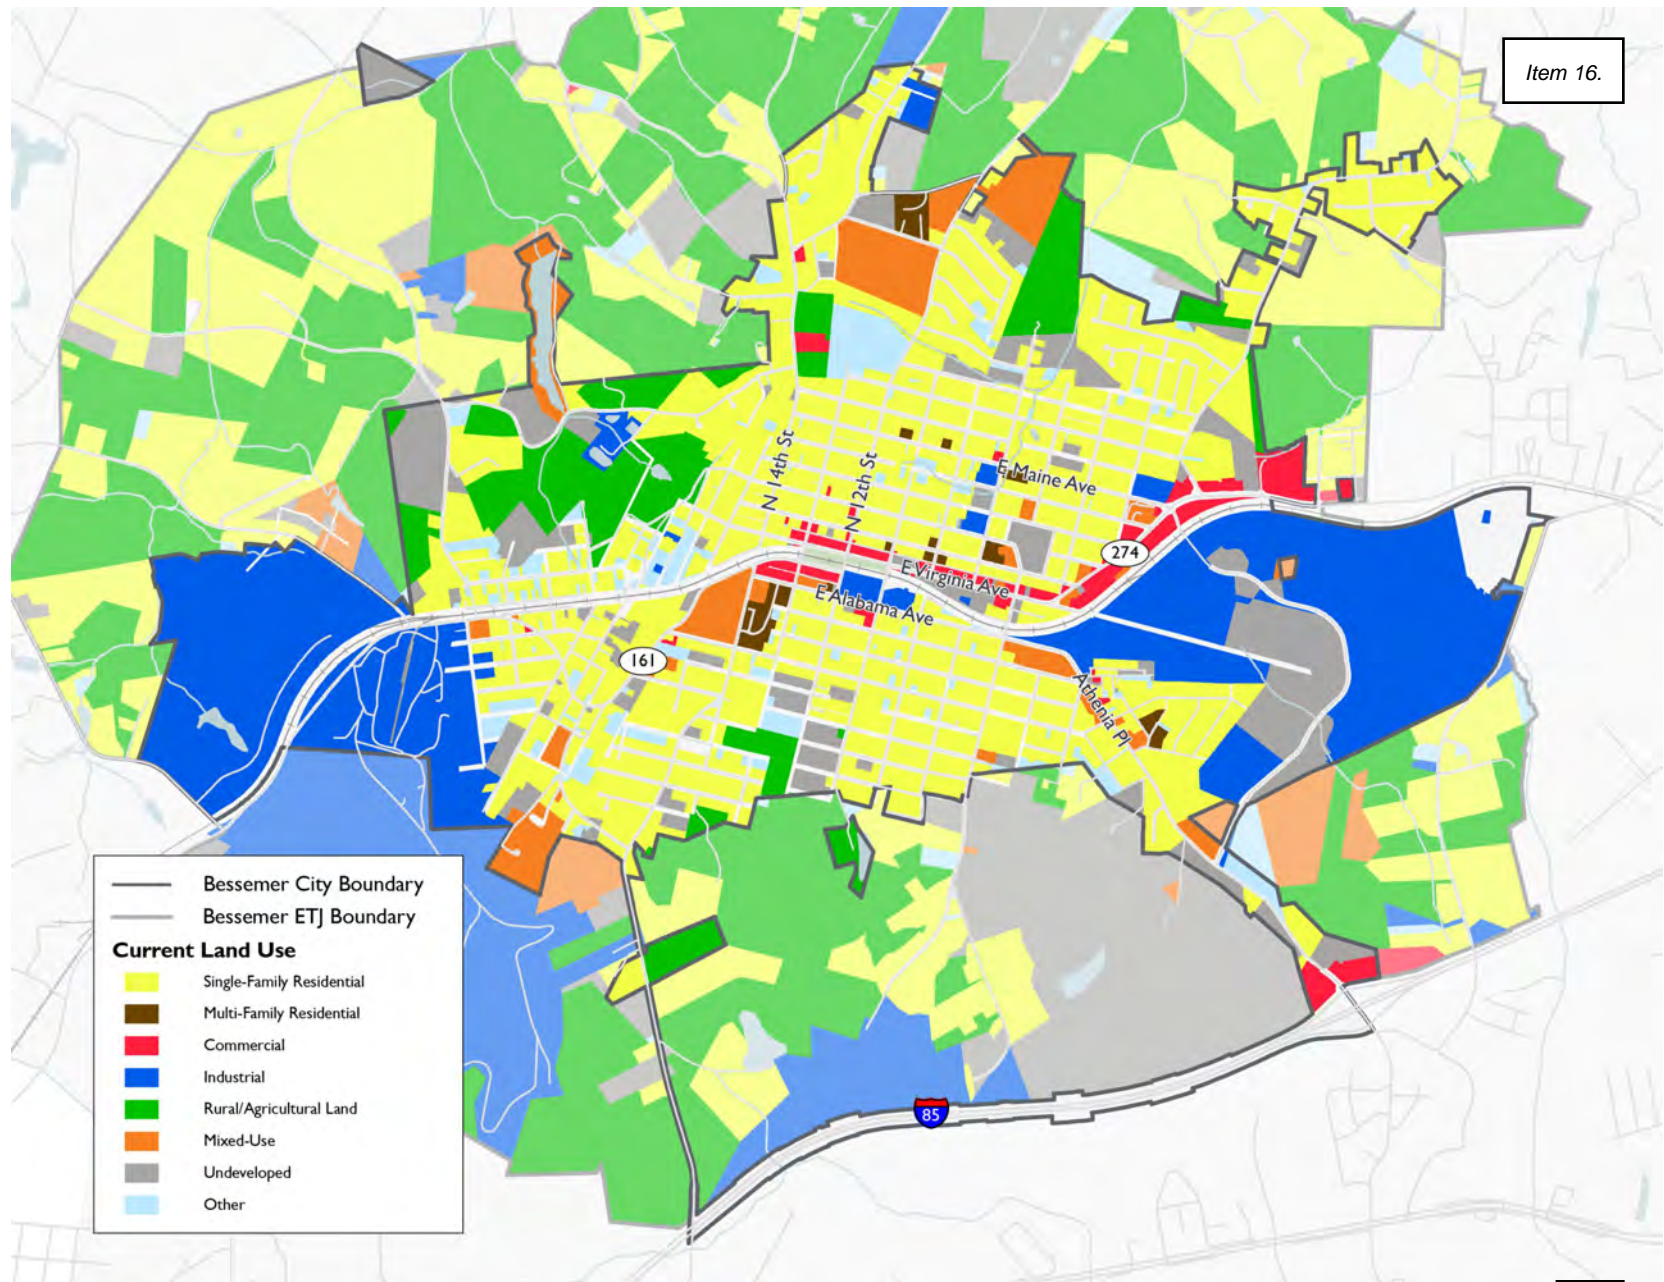 Item 16.
N 14th St
N 12th St
E Maine Ave
274
E Virginia Ave
E Alabama Ave
161
Athenia Pl
85
Bessemer City Boundary
Bessemer ETJ Boundary
Current Land Use
Single-Family Residential
Multi-Family Residential
Commercial
Industrial
Rural/Agricultural Land
Mixed-Use
Undeveloped
Other